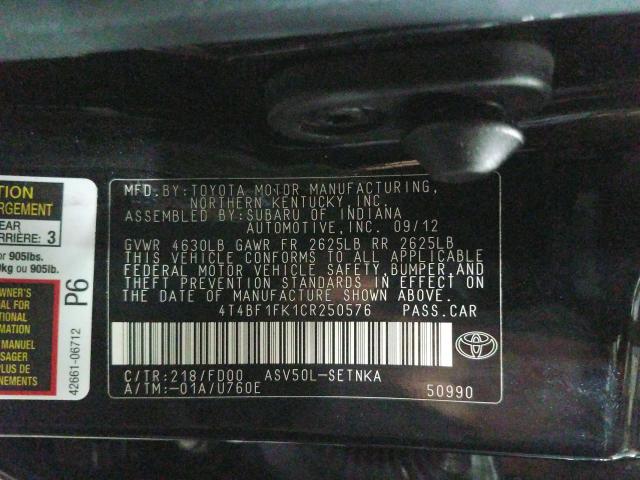 TION
RGEMENT
EAR
RRIÈRE: 3
or 905lbs.
0kg ou 905lb.
WNER'S
AL FOR
TIONAL
RMATION
MANUEL
SAGER
PLUS DE
P6
42661-06712
MFD.BY:TOYOTA MOTOR MANUFACTURING,
NORTHERN KENTUCKY, INC.
ASSEMBLED BY:SUBARU OF INDIANA
AUTOMOTIVE, INC. 09/12
GVWR 4630LB GAWR FR 2625LB RR 2625LB
THIS VEHICLE CONFORMS TO ALL APPLICABLE
FEDERAL MOTOR VEHICLE SAFETY,BUMPER,AND
THEFT PREVENTION STANDARDS IN EFFECT
ON THE DATE OF MANUFACTURE SHOWN ABOVE.
4T4BF1FK1CR250576 PASS.CAR
C/TR:218/FD00 ASV50L-SETNKA
A/TM:-01A/U760E 50990